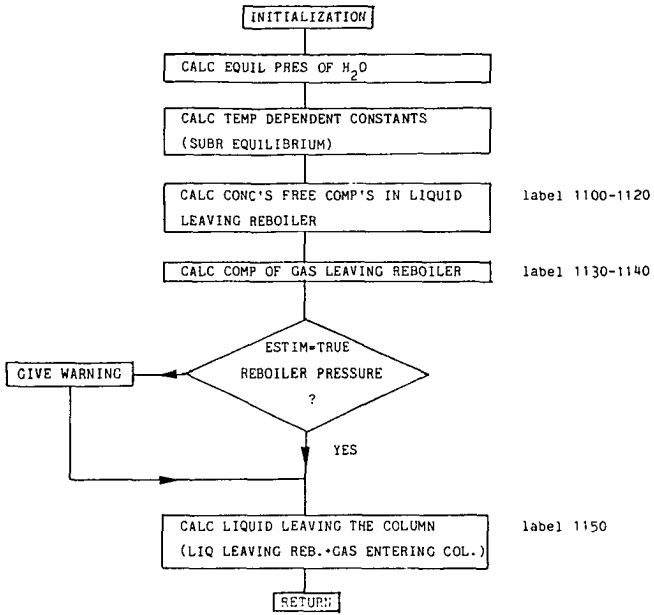 INITIALIZATION
CALC EQUIL PRES OF H2O
CALC TEMP DEPENDENT CONSTANTS
(SUBR EQUILIBRIUM)
CALC CONC'S FREE COMP'S IN LIQUID
LEAVING REBOILER
label 1100-1120
CALC COMP OF GAS LEAVING REBOILER
label 1130-1140
ESTIM=TRUE
REBOILER PRESSURE
?
GIVE WARNING
YES
CALC LIQUID LEAVING THE COLUMN
(LIQ LEAVING REB.+GAS ENTERING COL.)
label 1150
RETURN